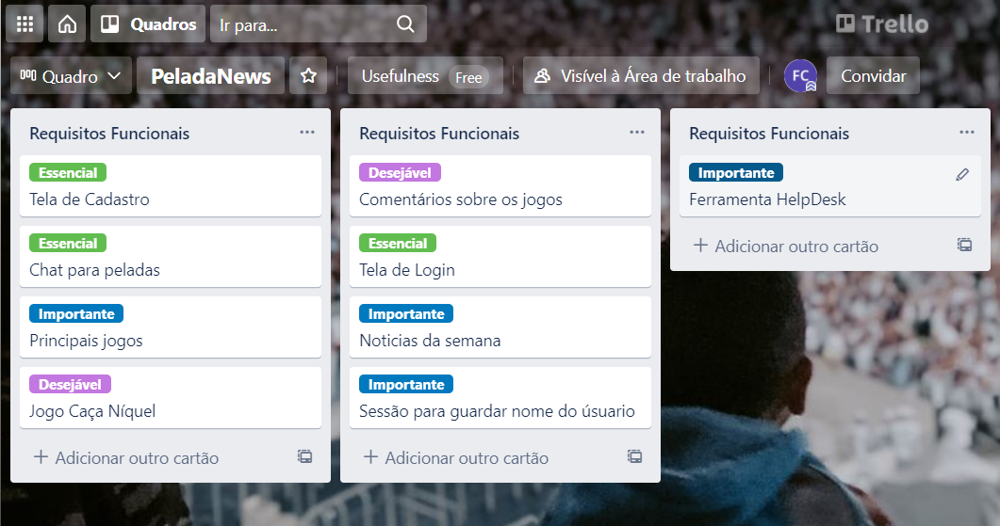 Quadros
Ir para...
Trello
Quadro
PeladaNews
Usefulness Free
Visível à Área de trabalho
FC
Convidar
Requisitos Funcionais
Essencial
Tela de Cadastro
Essencial
Chat para peladas
Importante
Principais jogos
Desejável
Jogo Caça Níquel
+ Adicionar outro cartão
Requisitos Funcionais
Desejável
Comentários sobre os jogos
Essencial
Tela de Login
Importante
Noticias da semana
Importante
Sessão para guardar nome do úsuario
+ Adicionar outro cartão
Requisitos Funcionais
Importante
Ferramenta HelpDesk
+ Adicionar outro cartão